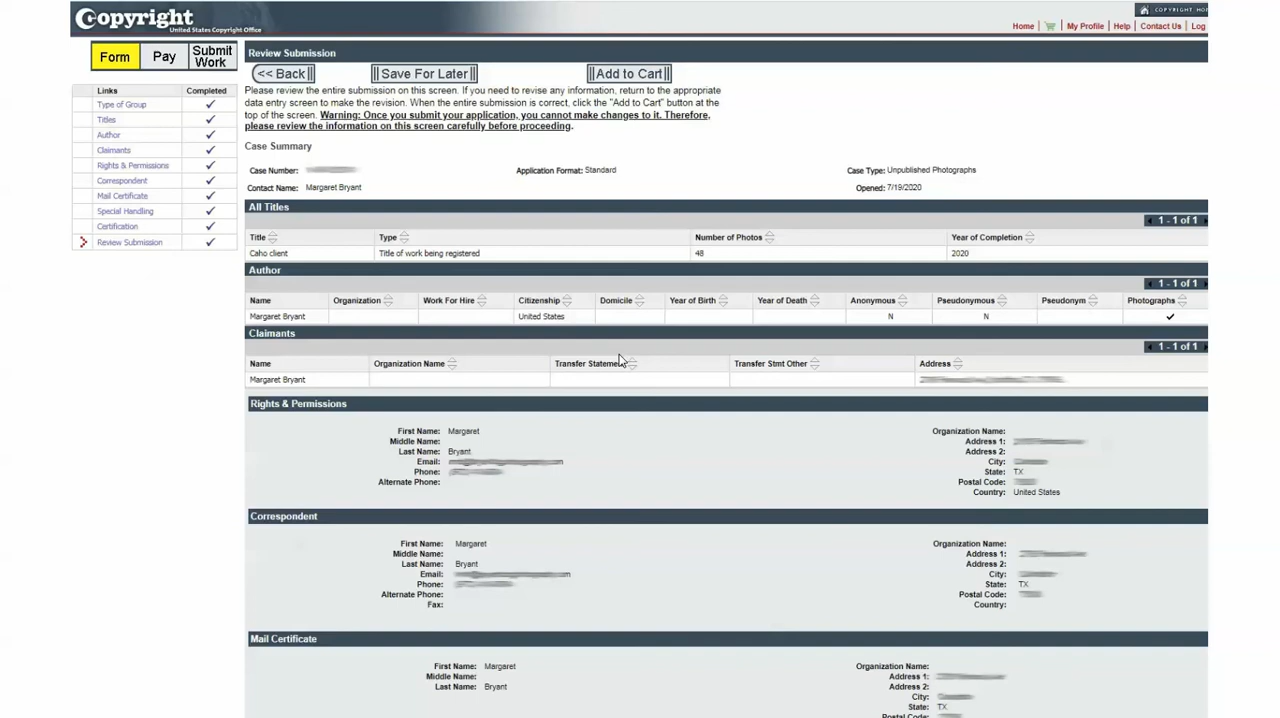 Copyright
United States Copyright Office
COPYRIGHT
Home My Profile Help Contact Us Log
Form Pay Submit Work
Links Completed
Type of Group
Titles
Author
Claimants
Rights & Permissions
Correspondent
Mail Certificate
Special Handling
Certification
Review Submission
Review Submission
<< Back Save For Later Add to Cart
Please review the entire submission on this screen. If you need to revise any information, return to the appropriate
data entry screen to make the revision. When the entire submission is correct, click the "Add to Cart" button at the
top of the screen. Warning: Once you submit your application, you cannot make changes to it. Therefore,
please review the information on this screen carefully before proceeding.
Case Summary
Case Number: Application Format: Standard Case Type: Unpublished Photographs
Contact Name: Margaret Bryant Opened: 7/19/2020
All Titles
1 - 1 of 1
Title Type Number of Photos Year of Completion
Caho client Title of work being registered 48 2020
Author
1 - 1 of 1
Name Organization Work For Hire Citizenship Domicile Year of Birth Year of Death Anonymous Pseudonymous Pseudonym Photographs
Margaret Bryant United States N N
Claimants
1 - 1 of 1
Name Organization Name Transfer Statement Transfer Stmt Other Address
Margaret Bryant
Rights & Permissions
First Name: Margaret Organization Name:
Middle Name: Address 1:
Last Name: Bryant Address 2:
Email: City:
Phone: State: TX
Alternate Phone: Postal Code:
Country: United States
Correspondent
First Name: Margaret Organization Name:
Middle Name: Address 1:
Last Name: Bryant Address 2:
Email: City:
Phone: State: TX
Alternate Phone: Postal Code:
Fax: Country:
Mail Certificate
First Name: Margaret Organization Name:
Middle Name: Address 1:
Last Name: Bryant Address 2:
City:
State: TX
Postal Code: